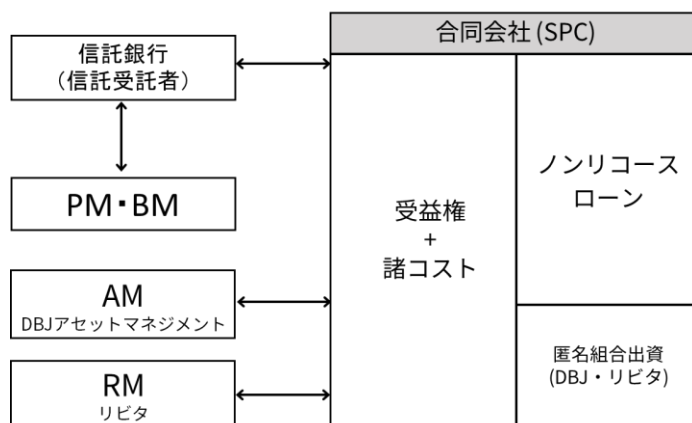 合同会社 (SPC)
信託銀行
（信託受託者）
PM・BM
AM
DBJアセットマネジメント
RM
リビタ
受益権
+
諸コスト
ノンリコース
ローン
匿名組合出資
(DBJ・リビタ)